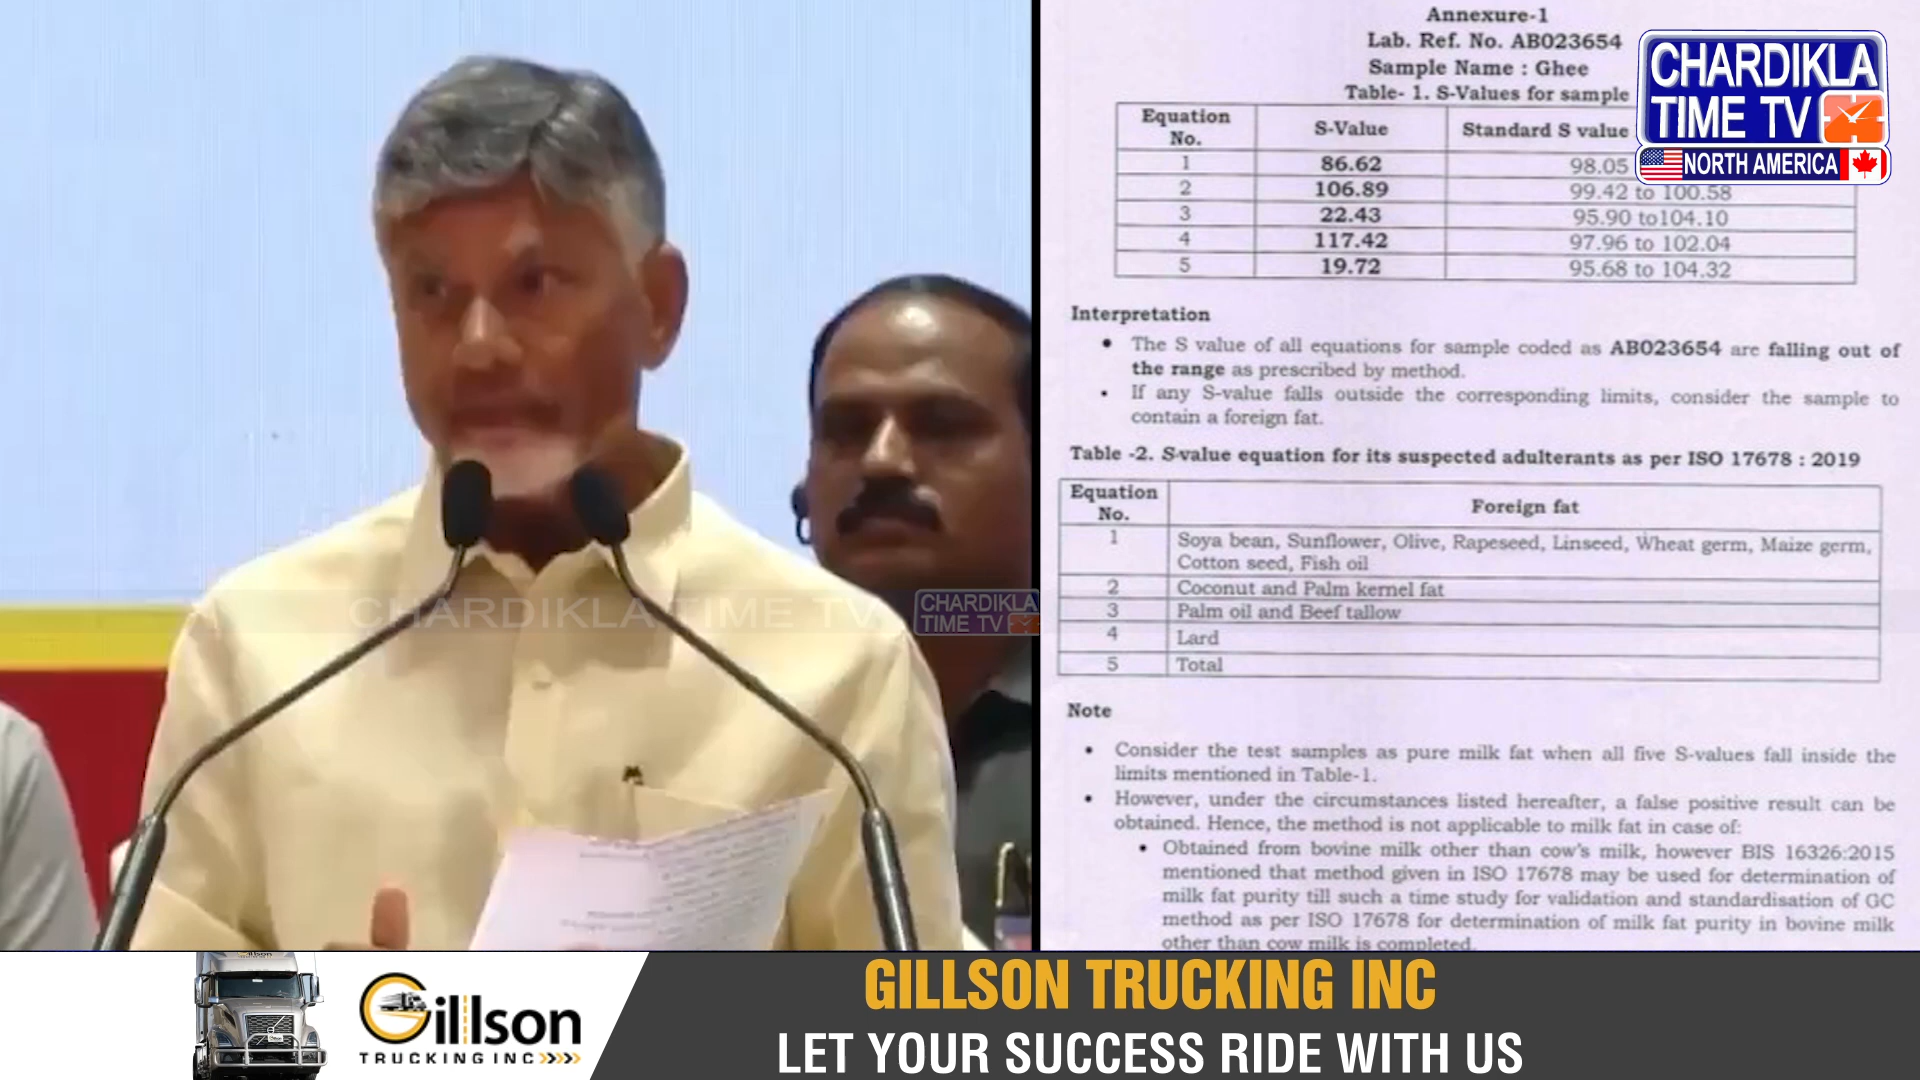 Annexure-1
Lab. Ref. No. AB023654
Sample Name : Ghee
Table- 1. S-Values for sample
CHARDIKLA
TIME TV
NORTH AMERICA
Equation No. S-Value Standard S value
1 86.62 98.05
2 106.89 99.42 to 100.58
3 22.43 95.90 to104.10
4 117.42 97.96 to 102.04
5 19.72 95.68 to 104.32
Interpretation
• The S value of all equations for sample coded as AB023654 are falling out of
the range as prescribed by method.
• If any S-value falls outside the corresponding limits, consider the sample to
contain a foreign fat.
Table -2. S-value equation for its suspected adulterants as per ISO 17678 : 2019
Equation No. Foreign fat
1 Soya bean, Sunflower, Olive, Rapeseed, Linseed, Wheat germ, Maize germ,
Cotton seed, Fish oil
2 Coconut and Palm kernel fat
3 Palm oil and Beef tallow
4 Lard
5 Total
Note
• Consider the test samples as pure milk fat when all five S-values fall inside the
limits mentioned in Table-1.
• However, under the circumstances listed hereafter, a false positive result can be
obtained. Hence, the method is not applicable to milk fat in case of:
• Obtained from bovine milk other than cow's milk, however BIS 16326:2015
mentioned that method given in ISO 17678 may be used for determination of
milk fat purity till such a time study for validation and standardisation of GC
method as per ISO 17678 for determination of milk fat purity in bovine milk
other than cow milk is completed.
CHARDIKLA TIME TV
CHARDIKLA
TIME TV
Gillson
TRUCKING INC
GILLSON TRUCKING INC
LET YOUR SUCCESS RIDE WITH US